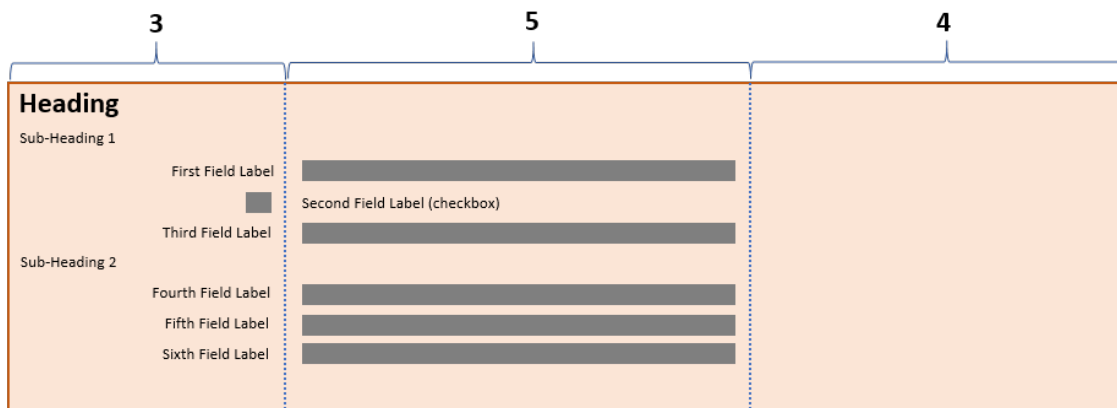 3 5 4
Heading
Sub-Heading 1
First Field Label
Second Field Label (checkbox)
Third Field Label
Sub-Heading 2
Fourth Field Label
Fifth Field Label
Sixth Field Label